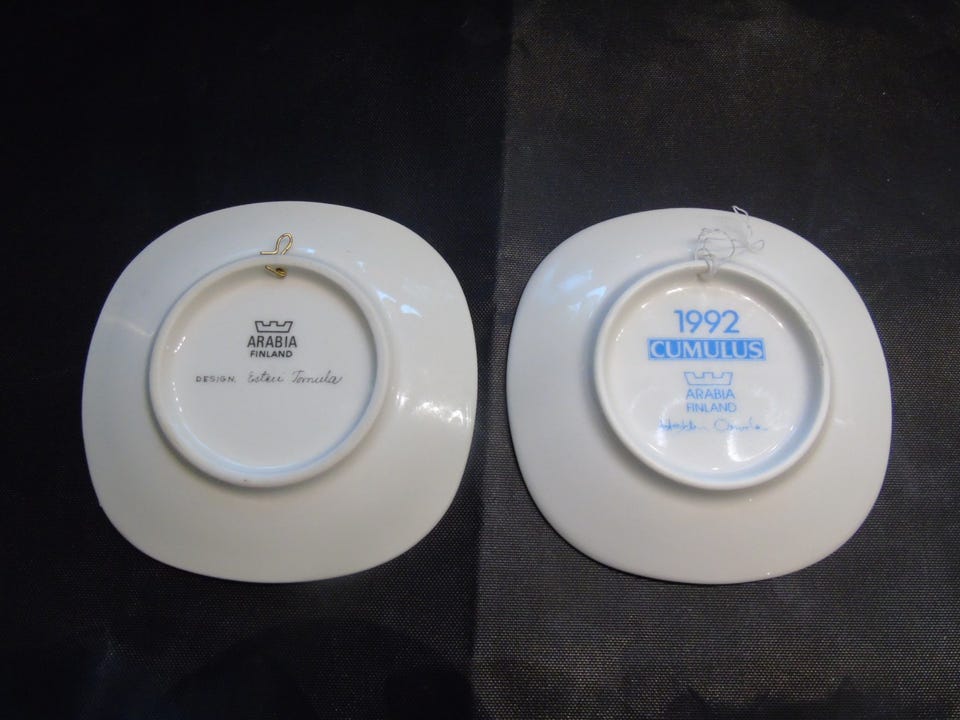 ARABIA
FINLAND
DESIGN. Esteri Tomula
1992
CUMULUS
ARABIA
FINLAND